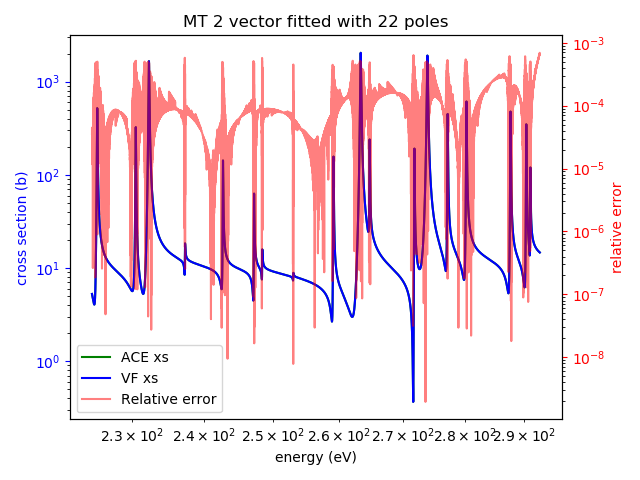 MT 2 vector fitted with 22 poles
10³
10²
10¹
10⁰
cross section (b)
10⁻³
10⁻⁴
10⁻⁵
10⁻⁶
10⁻⁷
10⁻⁸
relative error
ACE xs
VF xs
Relative error
2.3 × 10² 2.4 × 10² 2.5 × 10² 2.6 × 10² 2.7 × 10² 2.8 × 10² 2.9 × 10²
energy (eV)